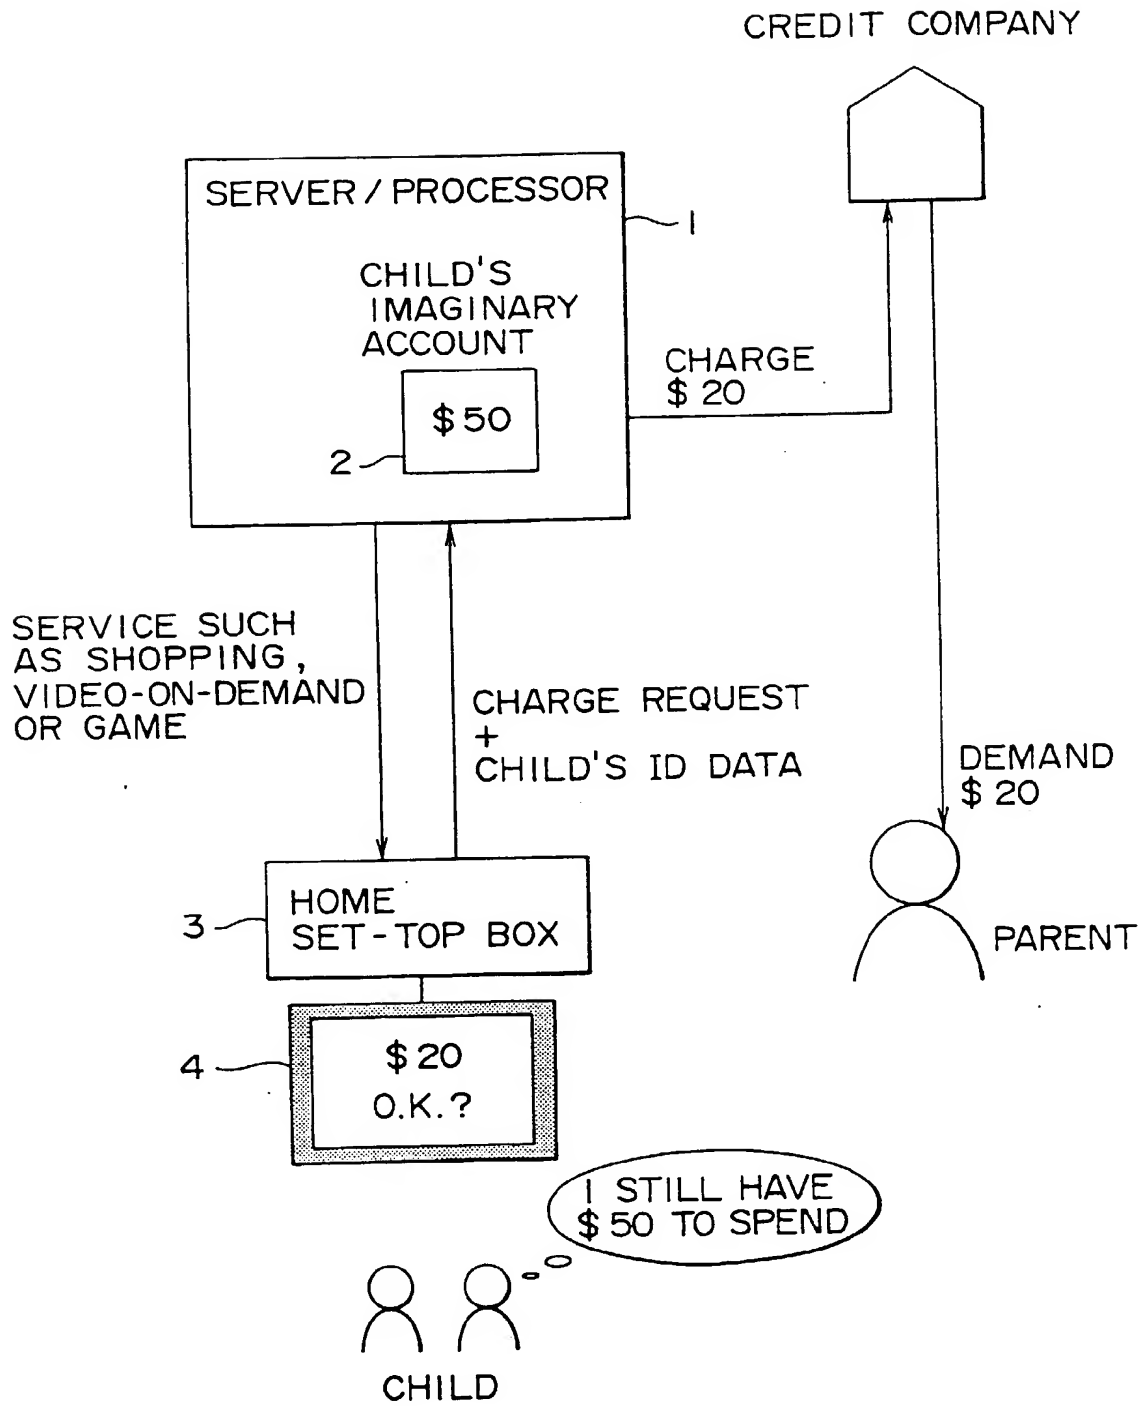 CREDIT COMPANY
SERVER / PROCESSOR
1
CHILD'S
IMAGINARY
ACCOUNT
$ 50
2
CHARGE
$ 20
SERVICE SUCH
AS SHOPPING,
VIDEO-ON-DEMAND
OR GAME
CHARGE REQUEST
+
CHILD'S ID DATA
DEMAND
$ 20
PARENT
3
HOME
SET-TOP BOX
4
$ 20
O.K.?
I STILL HAVE
$ 50 TO SPEND
CHILD